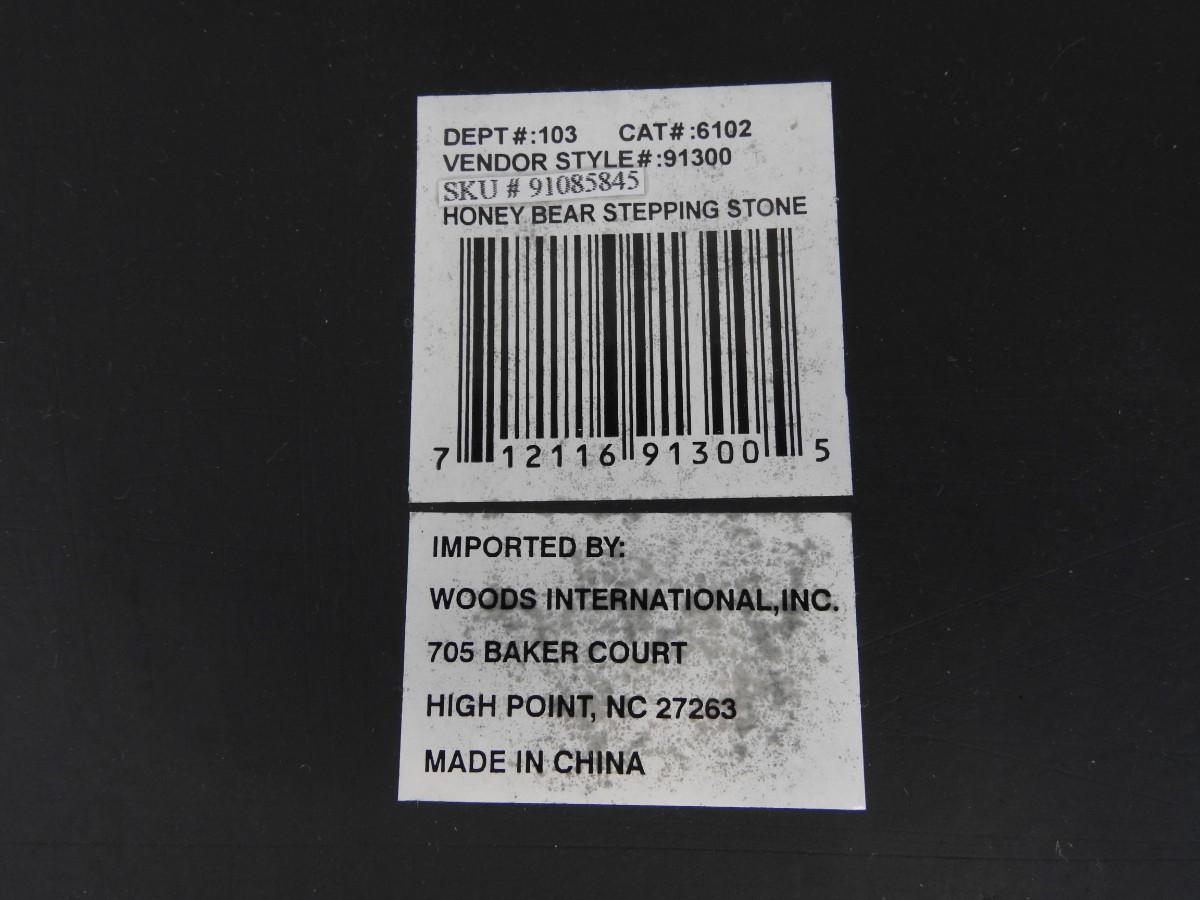 DEPT#:103 CAT#:6102
VENDOR STYLE#:91300
SKU # 91085845
HONEY BEAR STEPPING STONE
7 12116 91300 5
IMPORTED BY:
WOODS INTERNATIONAL,INC.
705 BAKER COURT
HIGH POINT, NC 27263
MADE IN CHINA